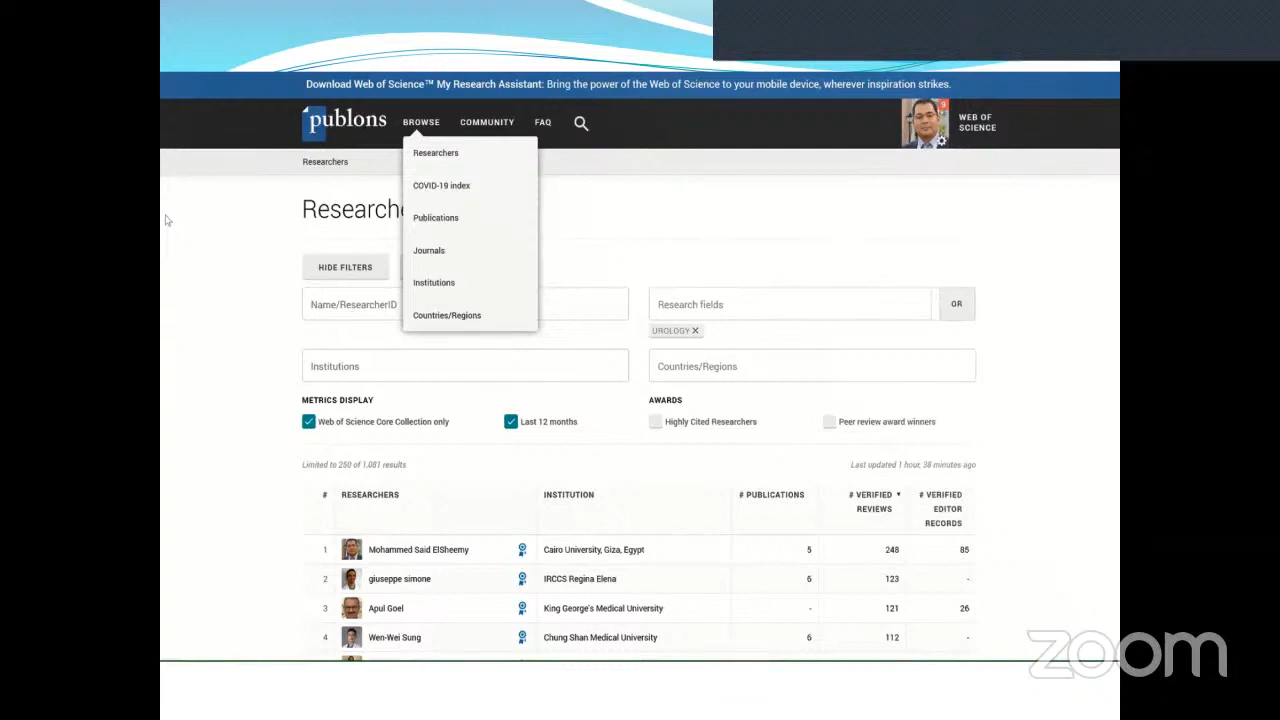 Download Web of Science™ My Research Assistant: Bring the power of the Web of Science to your mobile device, wherever inspiration strikes.
publons BROWSE COMMUNITY FAQ
9
WEB OF
SCIENCE
Researchers
Researchers
COVID-19 index
Publications
Journals
Institutions
Countries/Regions
Researche
HIDE FILTERS
Name/ResearcherID
Research fields OR
UROLOGY
Institutions
Countries/Regions
METRICS DISPLAY
Web of Science Core Collection only Last 12 months
AWARDS
Highly Cited Researchers Peer review award winners
Limited to 250 of 1,081 results
Last updated 1 hour, 38 minutes ago
# RESEARCHERS INSTITUTION # PUBLICATIONS # VERIFIED REVIEWS # VERIFIED EDITOR RECORDS
1 Mohammed Said ElSheemy Cairo University, Giza, Egypt 5 248 85
2 giuseppe simone IRCCS Regina Elena 6 123 -
3 Apul Goel King George's Medical University - 121 26
4 Wen-Wei Sung Chung Shan Medical University 6 112 -
zoom